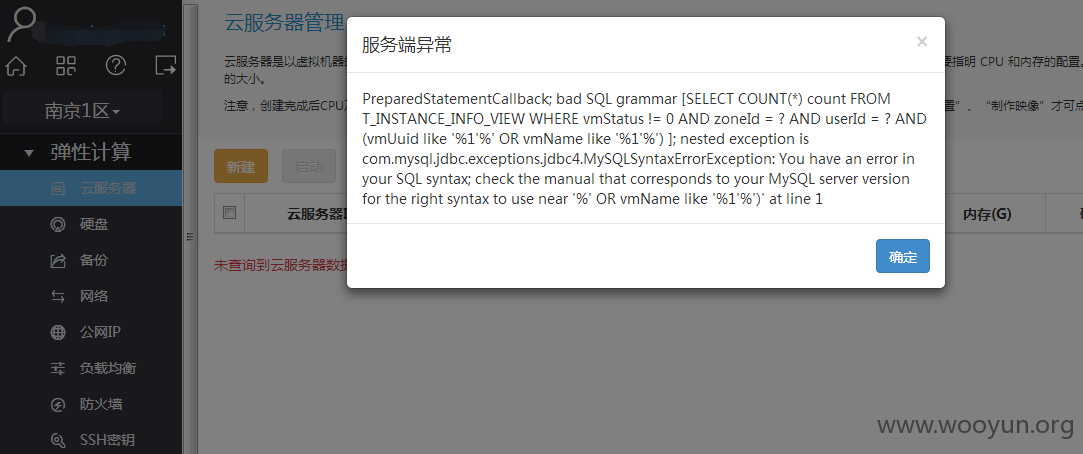 云服务器管理
云服务器是以虚拟机器
要指明 CPU 和内存的配置。
的大小。
注意，创建完成后CPU
置”、“制作映像”才可点
南京1区
弹性计算
云服务器
硬盘
备份
网络
公网IP
负载均衡
防火墙
SSH密钥
新建
启动
云服务器I
内存(G)
未查询到云服务器数据
服务端异常
×
PreparedStatementCallback; bad SQL grammar [SELECT COUNT(*) count FROM
T_INSTANCE_INFO_VIEW WHERE vmStatus != 0 AND zoneId = ? AND userId = ? AND
(vmUuid like '%1'%' OR vmName like '%1'%') ]; nested exception is
com.mysql.jdbc.exceptions.jdbc4.MySQLSyntaxErrorException: You have an error in
your SQL syntax; check the manual that corresponds to your MySQL server version
for the right syntax to use near '%' OR vmName like '%1'%')' at line 1
确定
www.wooyun.org